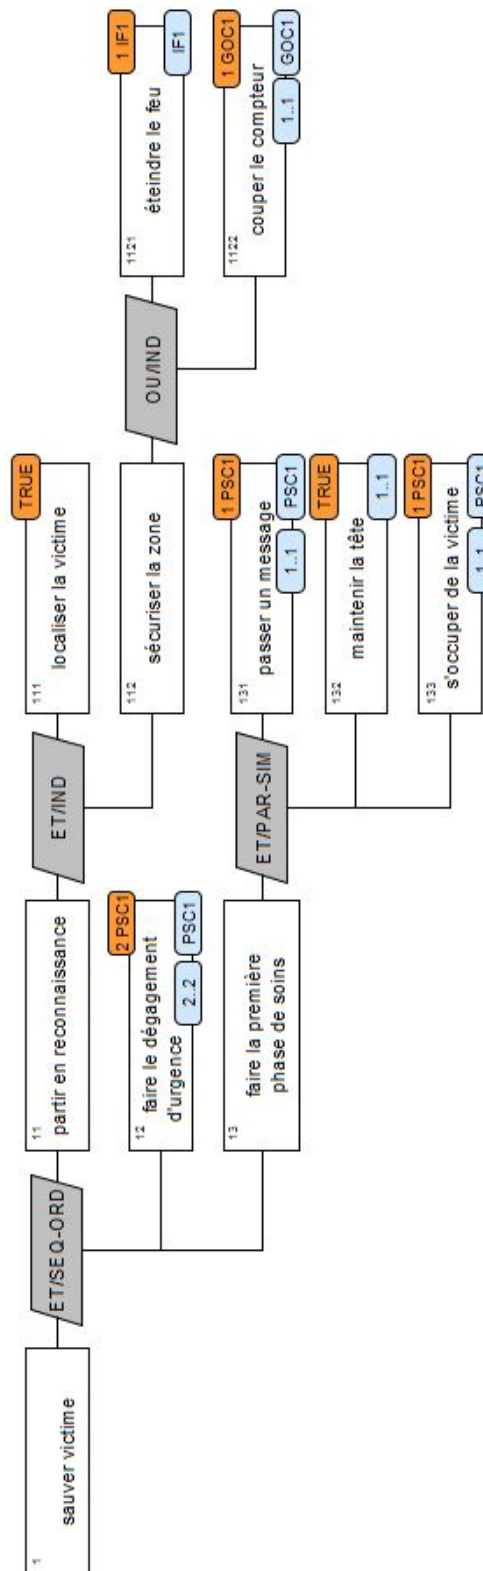 1
sauver victime
ET/SEQ-ORD
11
partir en reconnaissance
ET/IND
111
TRUE
localiser la victime
112
sécuriser la zone
OU/IND
1121
1 IF1
éteindre le feu
IF1
1122
1 GOC1
couper le compteur
1..1
GOC1
12
2 PSC1
faire le dégagement
d'urgence
2..2
PSC1
13
faire la première
phase de soins
ET/PAR-SIM
131
1 PSC1
passer un message
1..1
PSC1
132
TRUE
maintenir la tête
1..1
133
1 PSC1
s'occuper de la victime
1..1
PSC1